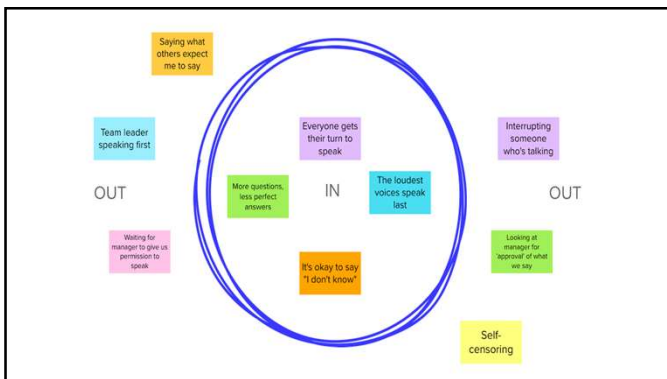 Saying what
others expect
me to say
Team leader
speaking first
Everyone gets
their turn to
speak
Interrupting
someone
who's talking
OUT
More questions,
less perfect
answers
IN
The loudest
voices speak
last
OUT
Waiting for
manager to give us
permission to
speak
It's okay to say
"I don't know"
Looking at
manager for
'approval' of what
we say
Self-
censoring